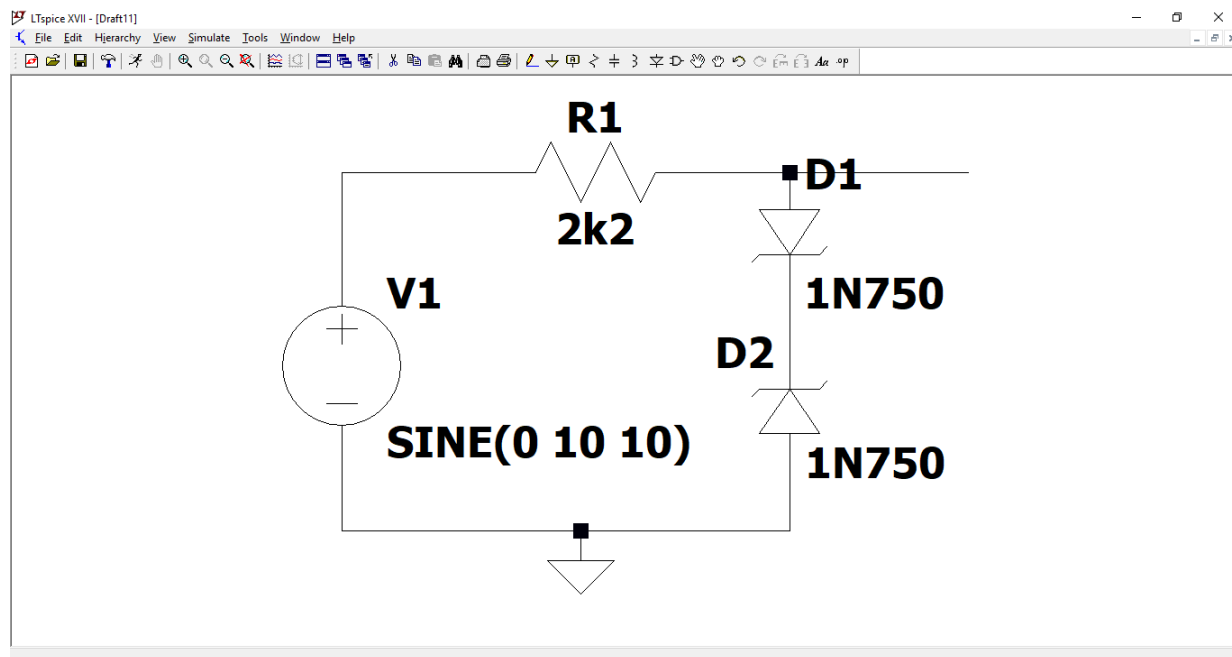 LTspice XVII - [Draft11]
File Edit Hierarchy View Simulate Tools Window Help
R1
D1
2k2
V1
1N750
D2
SINE(0 10 10)
1N750